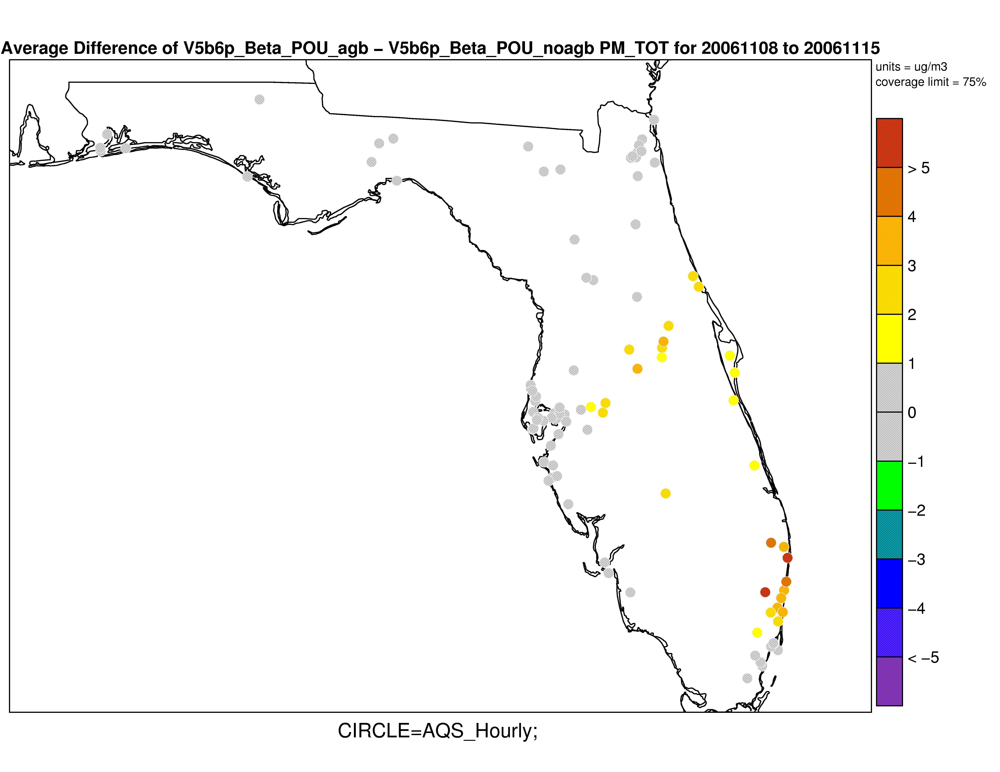 Average Difference of V5b6p_Beta_POU_agb − V5b6p_Beta_POU_noagb PM_TOT for 20061108 to 20061115
units = ug/m3
coverage limit = 75%
> 5
4
3
2
1
0
−1
−2
−3
−4
< −5
CIRCLE=AQS_Hourly;